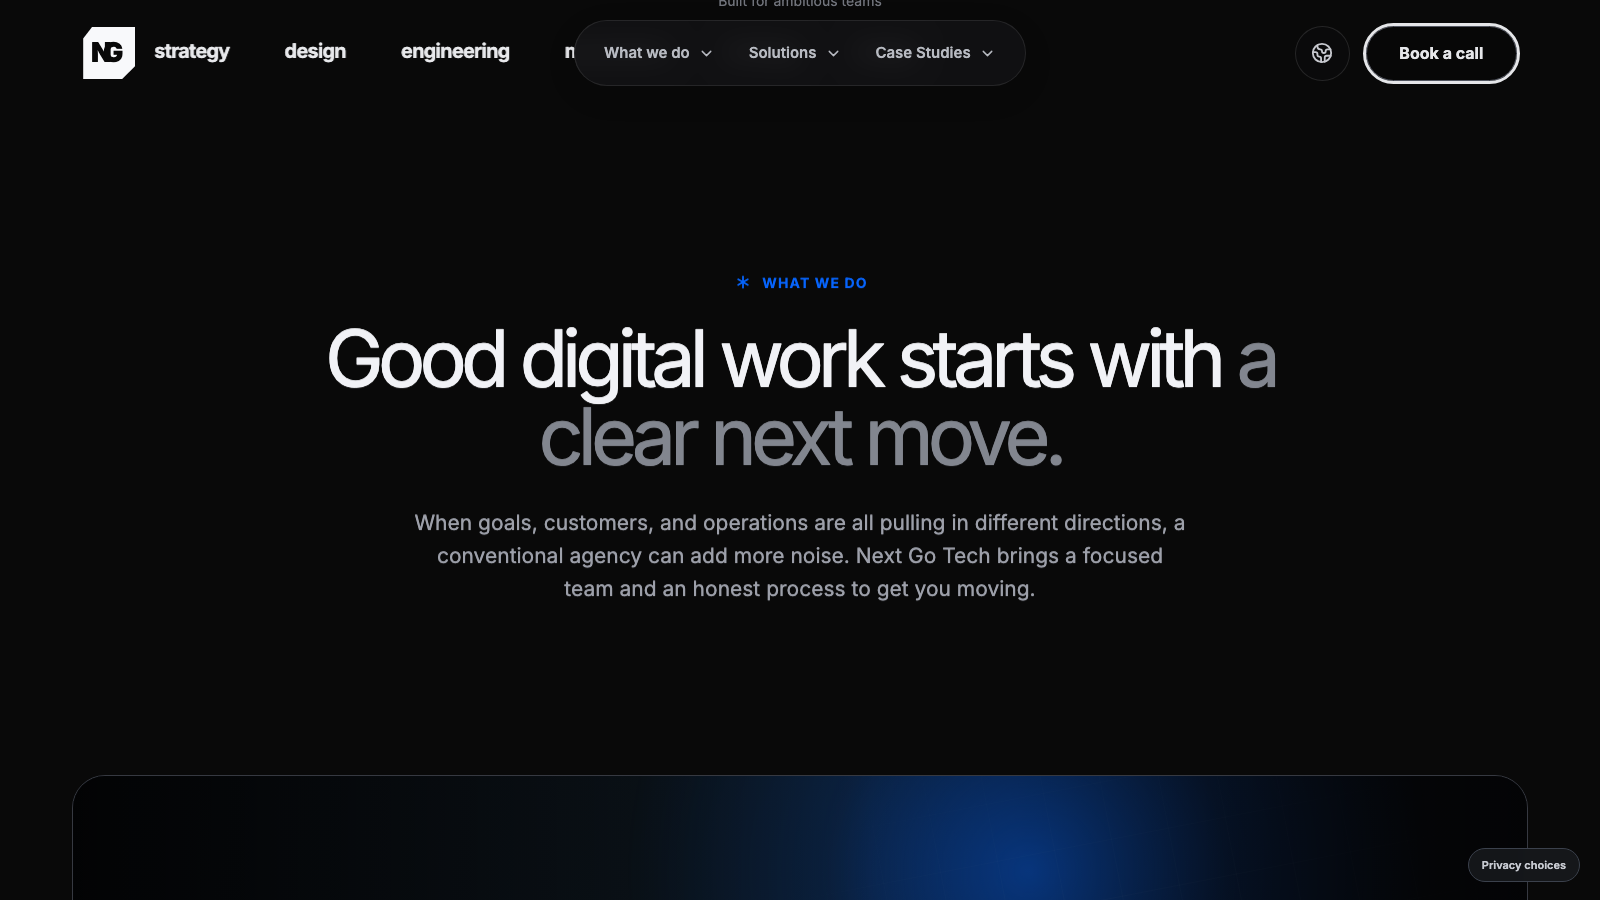 Built for ambitious teams
NG
strategy design engineering
What we do Solutions Case Studies
Book a call
WHAT WE DO
Good digital work starts with a
clear next move.
When goals, customers, and operations are all pulling in different directions, a
conventional agency can add more noise. Next Go Tech brings a focused
team and an honest process to get you moving.
Privacy choices